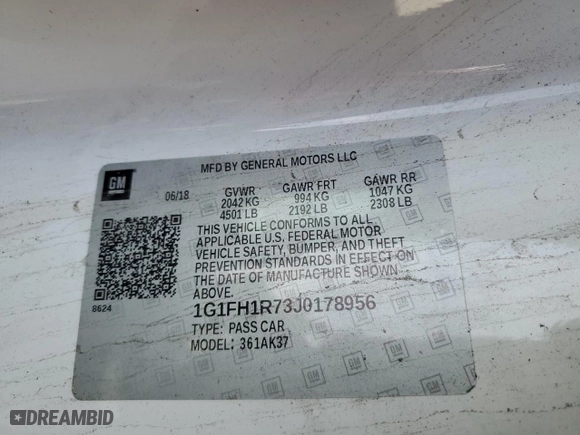 MFD BY GENERAL MOTORS LLC
GM
06/18
GVWR GAWR FRT GAWR RR
2042 KG 994 KG 1047 KG
4501 LB 2192 LB 2308 LB
THIS VEHICLE CONFORMS TO ALL
APPLICABLE U.S. FEDERAL MOTOR
VEHICLE SAFETY, BUMPER, AND THEFT
PREVENTION STANDARDS IN EFFECT ON
THE DATE OF MANUFACTURE SHOWN
ABOVE.
8624
1G1FH1R73J0178956
TYPE: PASS CAR
MODEL: 361AK37
DREAMBID